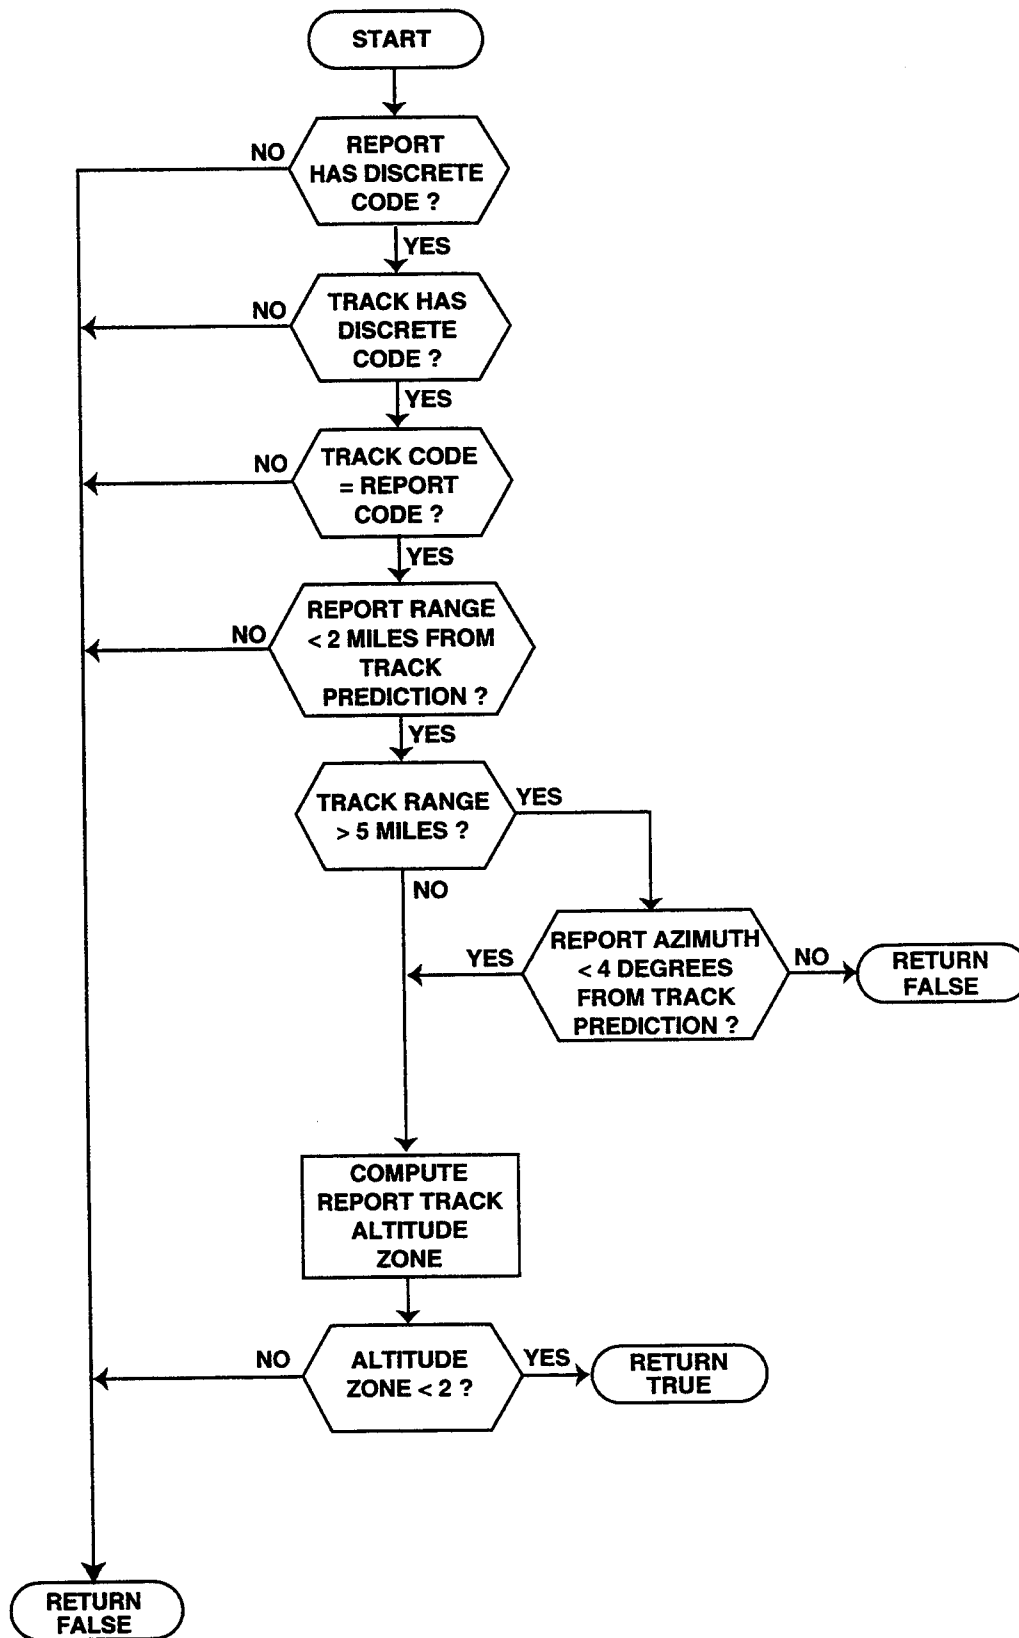 START
REPORT
HAS DISCRETE
CODE ?
NO
YES
TRACK HAS
DISCRETE
CODE ?
NO
YES
TRACK CODE
= REPORT
CODE ?
NO
YES
REPORT RANGE
< 2 MILES FROM
TRACK
PREDICTION ?
NO
YES
TRACK RANGE
> 5 MILES ?
YES
NO
REPORT AZIMUTH
< 4 DEGREES
FROM TRACK
PREDICTION ?
YES
NO
RETURN
FALSE
COMPUTE
REPORT TRACK
ALTITUDE
ZONE
ALTITUDE
ZONE < 2 ?
NO
YES
RETURN
TRUE
RETURN
FALSE